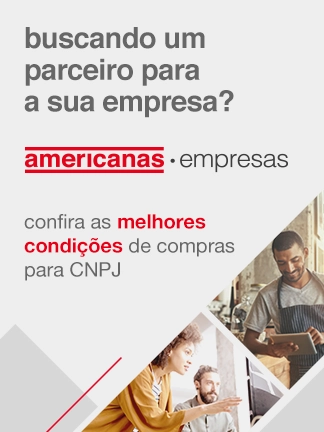 buscando um
parceiro para
a sua empresa?
americanas • empresas
confira as melhores
condições de compras
para CNPJ